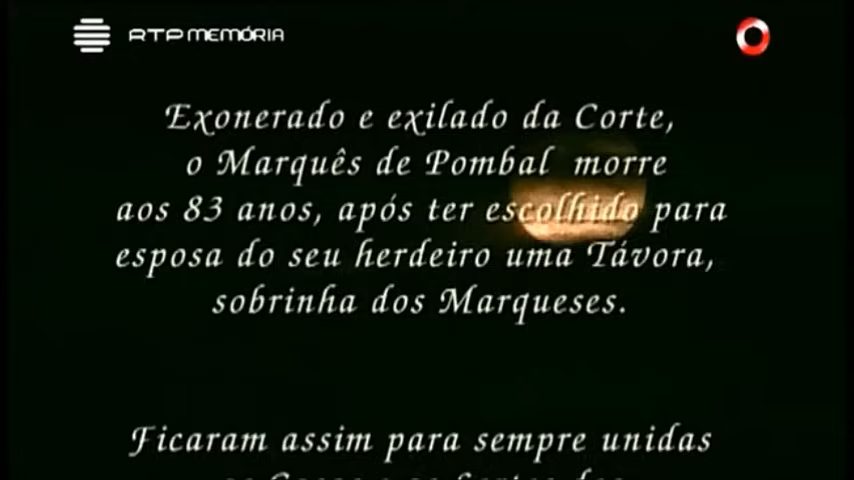 RTP MEMÓRIA
Exonerado e exilado da Corte,
o Marquês de Pombal morre
aos 83 anos, após ter escolhido para
esposa do seu herdeiro uma Távora,
sobrinha dos Marqueses.
Ficaram assim para sempre unidas